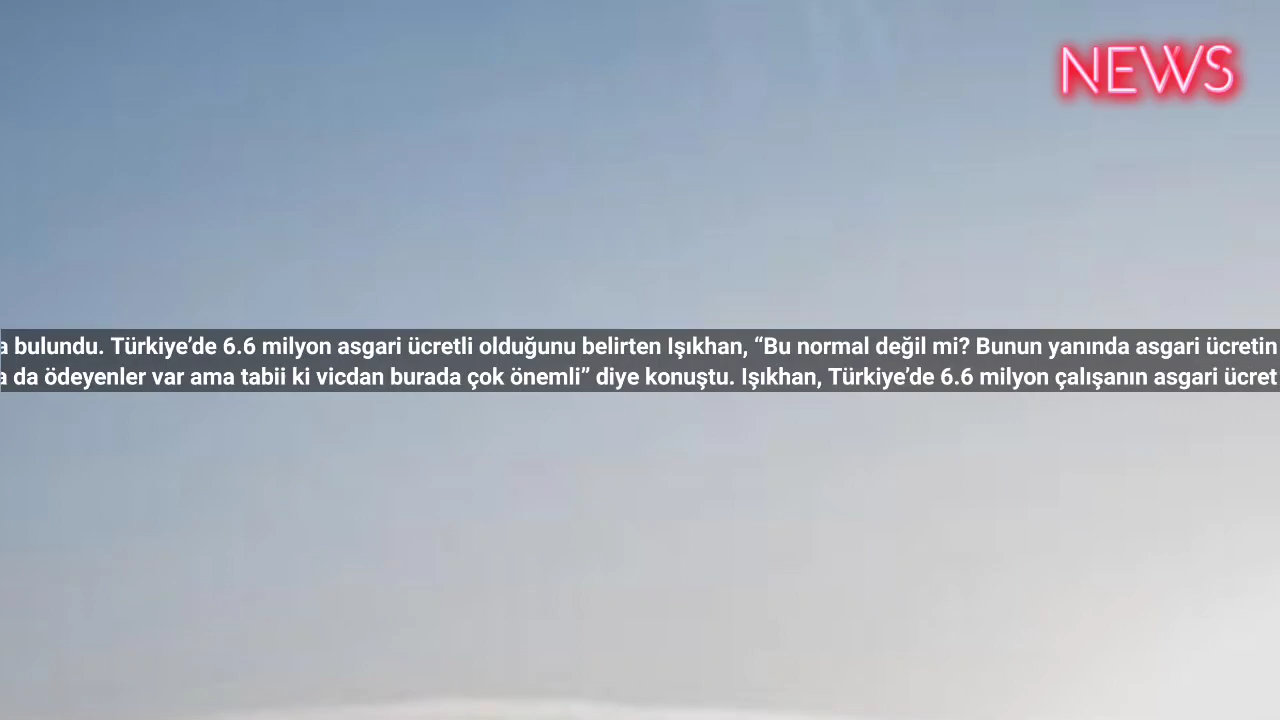 NEWS
a bulundu. Türkiye’de 6.6 milyon asgari ücretli olduğunu belirten Işıkhan, “Bu normal değil mi? Bunun yanında asgari ücretin
a da ödeyenler var ama tabii ki vicdan burada çok önemli” diye konuştu. Işıkhan, Türkiye’de 6.6 milyon çalışanın asgari ücret